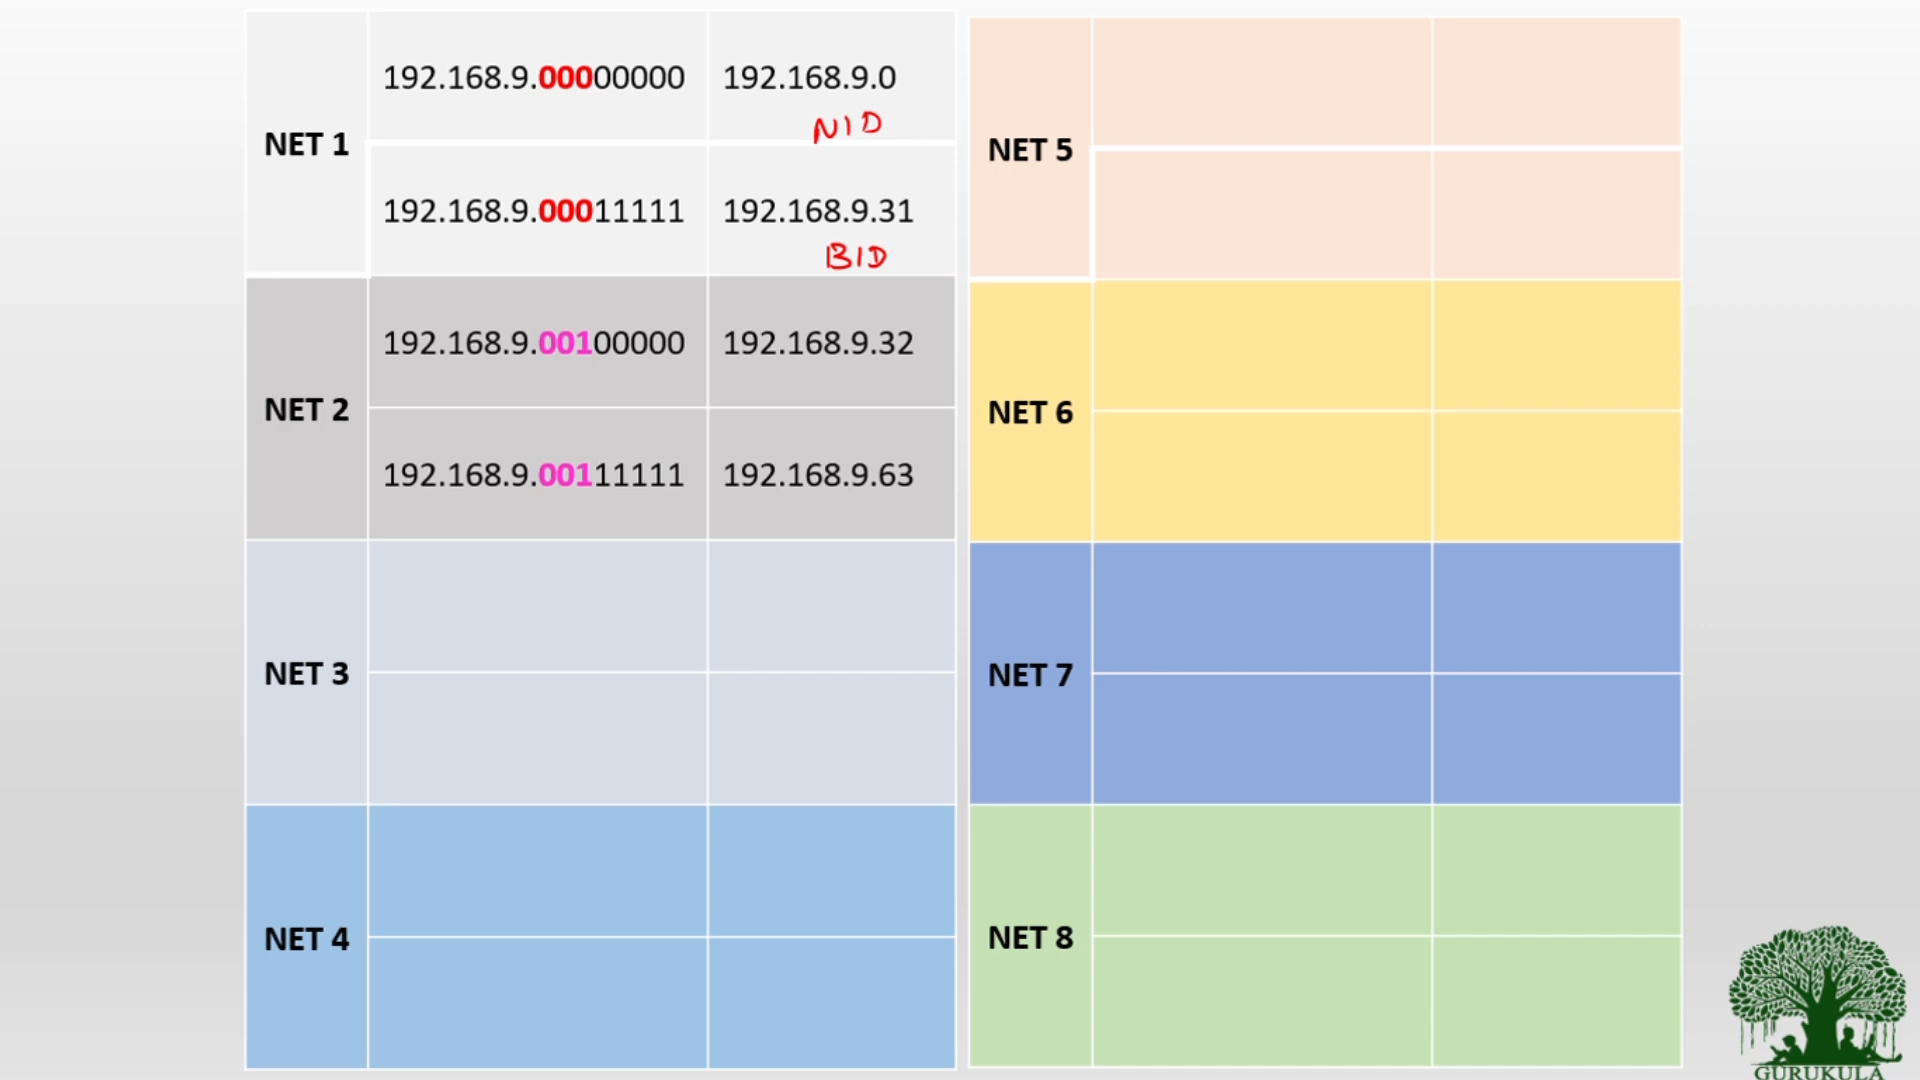 NET 1
192.168.9.00000000
192.168.9.0
NID
192.168.9.00011111
192.168.9.31
BID
NET 2
192.168.9.00100000
192.168.9.32
192.168.9.00111111
192.168.9.63
NET 3
NET 4
NET 5
NET 6
NET 7
NET 8
GURUKULA